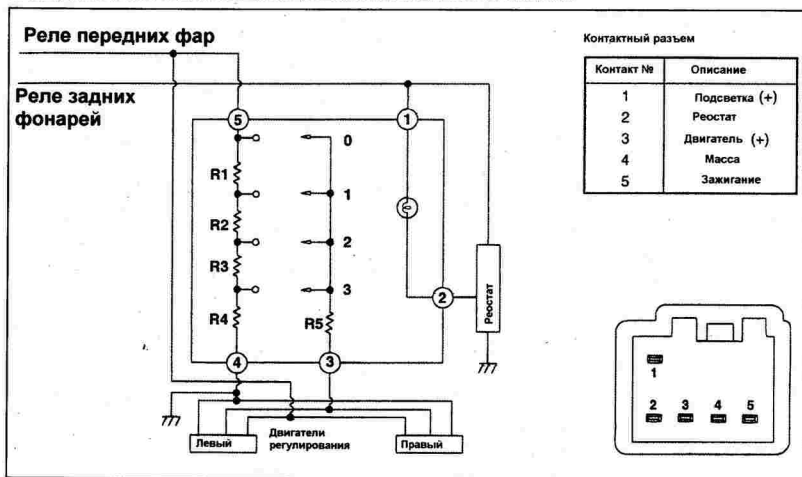 Реле передних фар
Реле задних
фонарей
5
1
0
R1
1
R2
2
R3
3
2
R4
R5
Реостат
4
3
Левый
Двигатели
регулирования
Правый
Контактный разъем
Контакт № Описание
1 Подсветка (+)
2 Реостат
3 Двигатель (+)
4 Масса
5 Зажигание
1
2 3 4 5